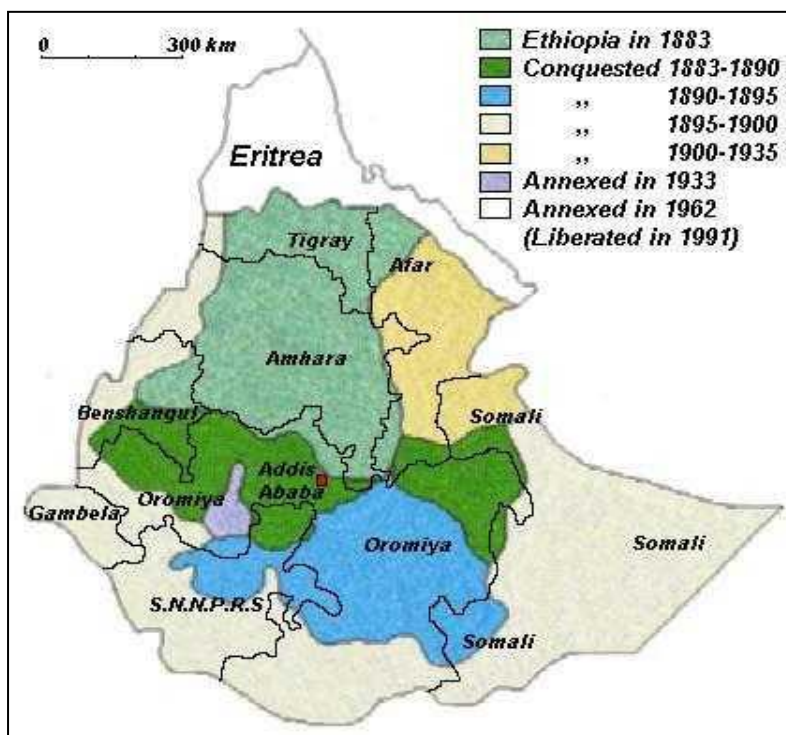 0 300 km
Ethiopia in 1883
Conquested 1883-1890
,, 1890-1895
,, 1895-1900
,, 1900-1935
Annexed in 1933
Annexed in 1962
(Liberated in 1991)
Eritrea
Tigray
Afar
Amhara
Somali
Benshangul
Addis
Ababa
Oromiya
Gambela
Oromiya
Somali
S.N.N.P.R.S
Somali